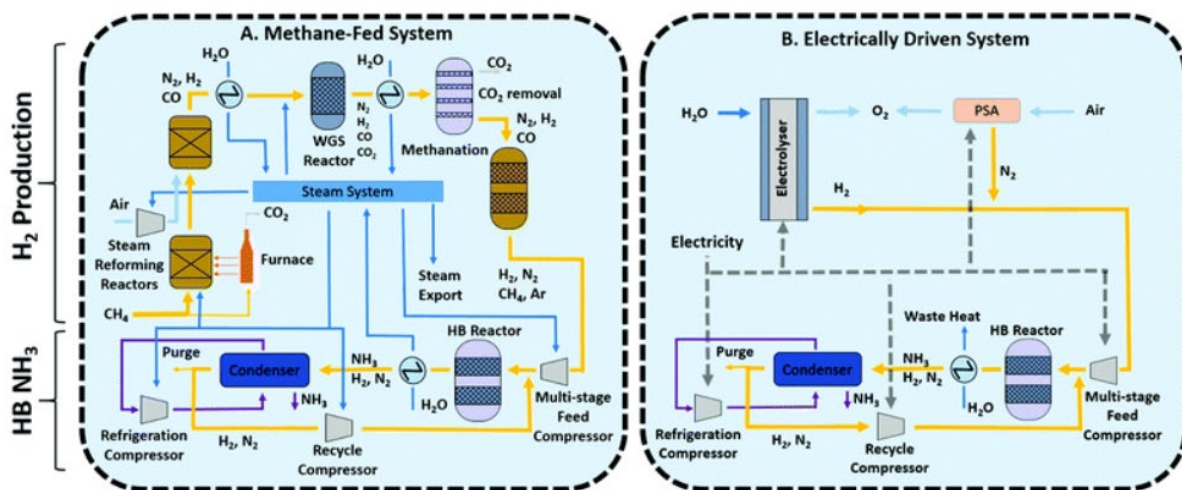 A. Methane-Fed System
H₂O
H₂O
CO₂
N₂, H₂
CO
CO₂ removal
N₂
H₂
CO
CO₂
N₂, H₂
CO
WGS
Reactor
Methanation
Steam System
Air
CO₂
Steam
Reforming
Reactors
Furnace
Steam
Export
H₂, N₂
CH₄, Ar
CH₄
H₂ Production
HB Reactor
Purge
Condenser
NH₃
H₂, N₂
NH₃
H₂O
Multi-stage
Feed
Compressor
Refrigeration
Compressor
H₂, N₂
Recycle
Compressor
HB NH₃
B. Electrically Driven System
H₂O
Electrolyser
O₂
PSA
Air
N₂
H₂
Electricity
Waste Heat
HB Reactor
Purge
Condenser
NH₃
H₂, N₂
NH₃
H₂O
Multi-stage
Feed
Compressor
Refrigeration
Compressor
H₂, N₂
Recycle
Compressor